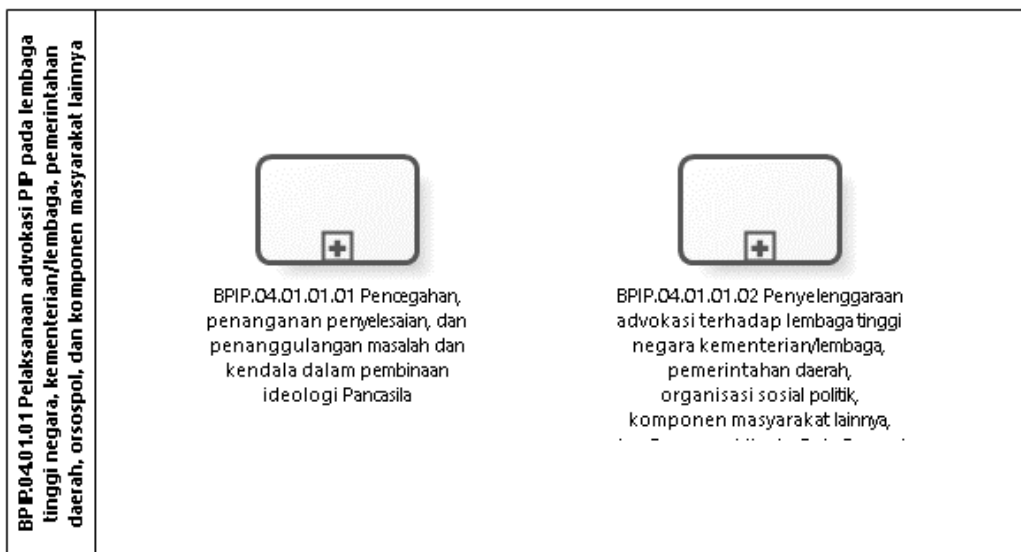 BPIP.04.01.01 Pelaksanaan advokasi PIP pada lembaga
tinggi negara, kementerian/lembaga, pemerintahan
daerah, orsospol, dan komponen masyarakat lainnya
BPIP.04.01.01.01 Pencegahan,
penanganan penyelesaian, dan
penanggulangan masalah dan
kendala dalam pembinaan
ideologi Pancasila
BPIP.04.01.01.02 Penyelenggaraan
advokasi terhadap lembaga tinggi
negara kementerian/lembaga,
pemerintahan daerah,
organisasi sosial politik,
komponen masyarakat lainnya,